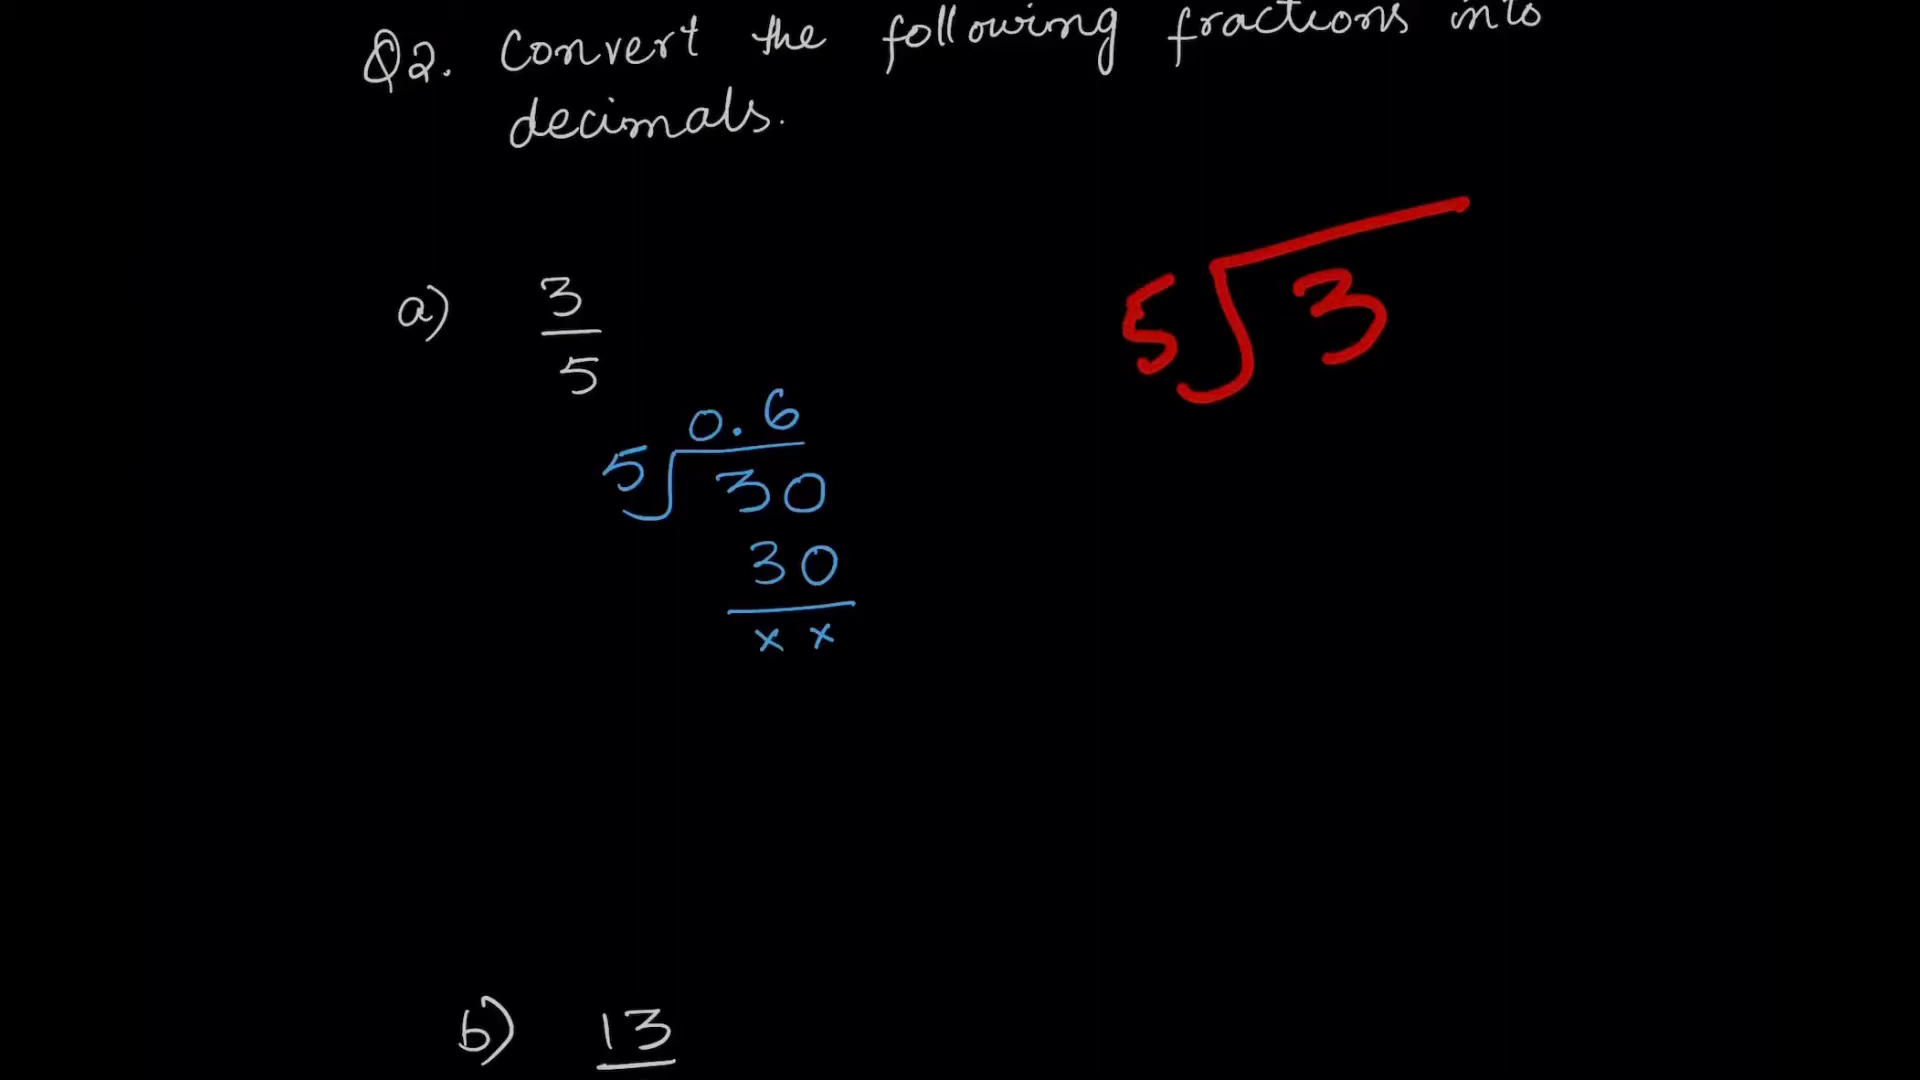 Q2. Convert the following fractions into
decimals.
a) 3
5
5 3
0.6
5 30
30
x x
b) 13